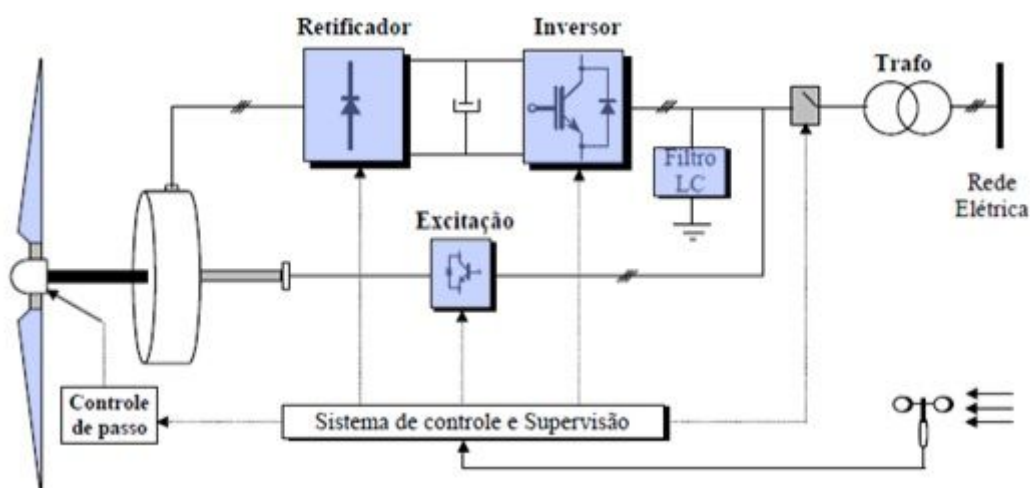 Retificador
Inversor
Trafo
Filtro
LC
Rede
Elétrica
Excitação
Controle
de passo
Sistema de controle e Supervisão